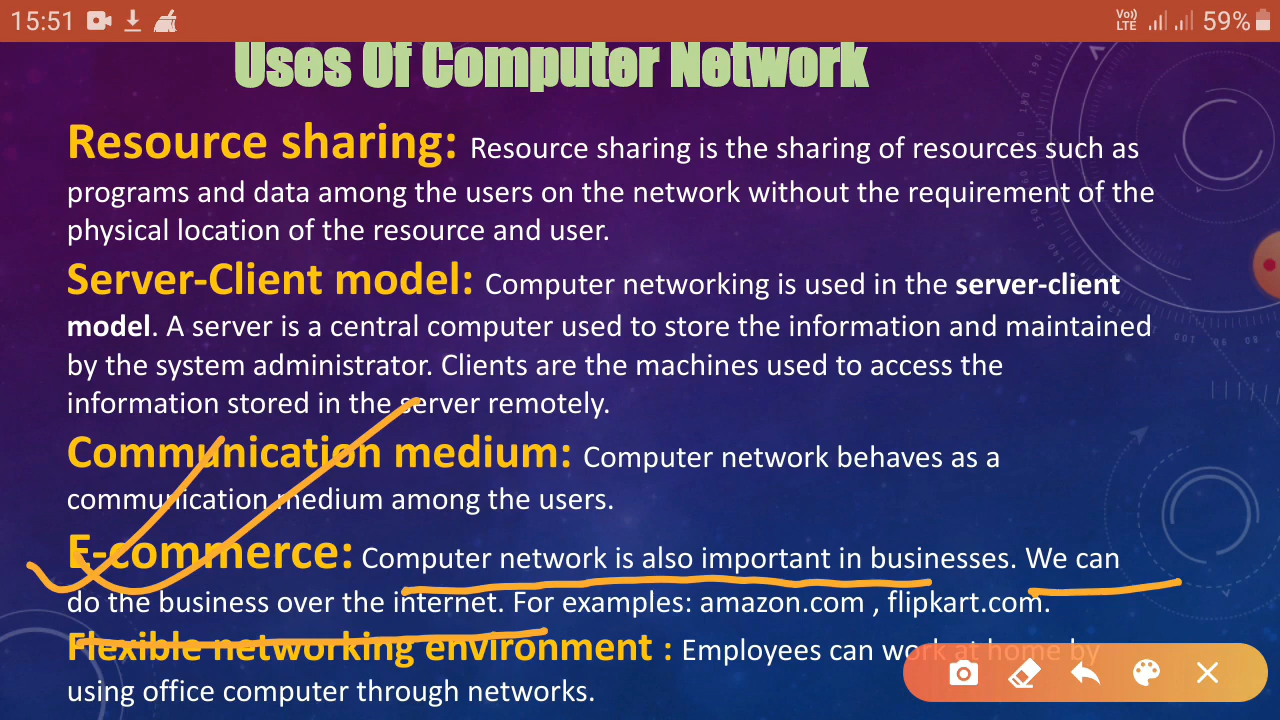 15:51
Vo)) LTE 59%
Uses Of Computer Network
Resource sharing: Resource sharing is the sharing of resources such as
programs and data among the users on the network without the requirement of the
physical location of the resource and user.
Server-Client model: Computer networking is used in the server-client
model. A server is a central computer used to store the information and maintained
by the system administrator. Clients are the machines used to access the
information stored in the server remotely.
Communication medium: Computer network behaves as a
communication medium among the users.
E-commerce: Computer network is also important in businesses. We can
do the business over the internet. For examples: amazon.com , flipkart.com.
Flexible networking environment : Employees can work at home by
using office computer through networks.